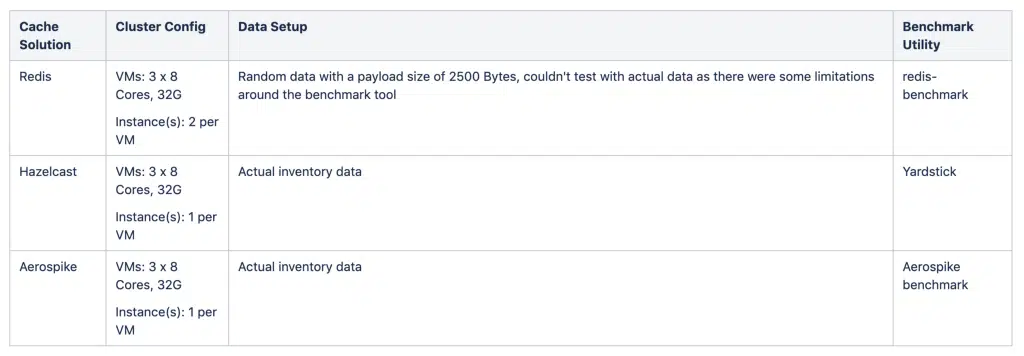 Cache Solution
Cluster Config
Data Setup
Benchmark Utility
Redis
VMs: 3 x 8
Cores, 32G
Instance(s): 2 per
VM
Random data with a payload size of 2500 Bytes, couldn't test with actual data as there were some limitations
around the benchmark tool
redis-
benchmark
Hazelcast
VMs: 3 x 8
Cores, 32G
Instance(s): 1 per
VM
Actual inventory data
Yardstick
Aerospike
VMs: 3 x 8
Cores, 32G
Instance(s): 1 per
VM
Actual inventory data
Aerospike
benchmark